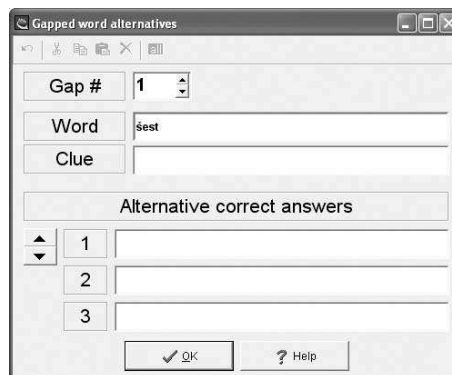 Gapped word alternatives
Gap # 1
Word šest
Clue
Alternative correct answers
1
2
3
OK ? Help